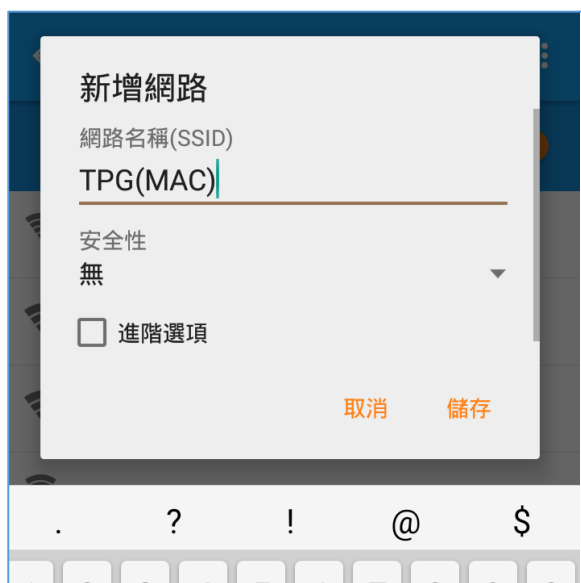 新增網路
網路名稱(SSID)
TPG(MAC)
安全性
無
進階選項
取消 儲存
. ? ! @ $